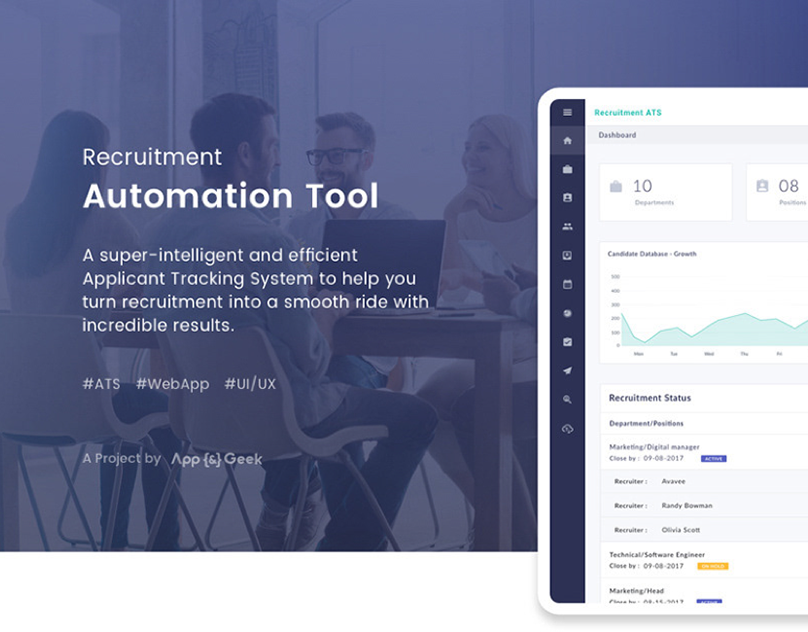 Recruitment
Automation Tool
A super-intelligent and efficient
Applicant Tracking System to help you
turn recruitment into a smooth ride with
incredible results.
#ATS #WebApp #UI/UX
A Project by App{&}Geek
Recruitment ATS
Dashboard
10
Departments
08
Positions
Candidate Database - Growth
500
400
300
200
100
0
Mon Tue Wed Thu Fri
Recruitment Status
Department/Positions
Marketing/Digital manager
Close by : 09-08-2017 ACTIVE
Recruiter : Avavee
Recruiter : Randy Bowman
Recruiter : Olivia Scott
Technical/Software Engineer
Close by : 09-08-2017 ON HOLD
Marketing/Head
Close by : 08-15-2017 ACTIVE